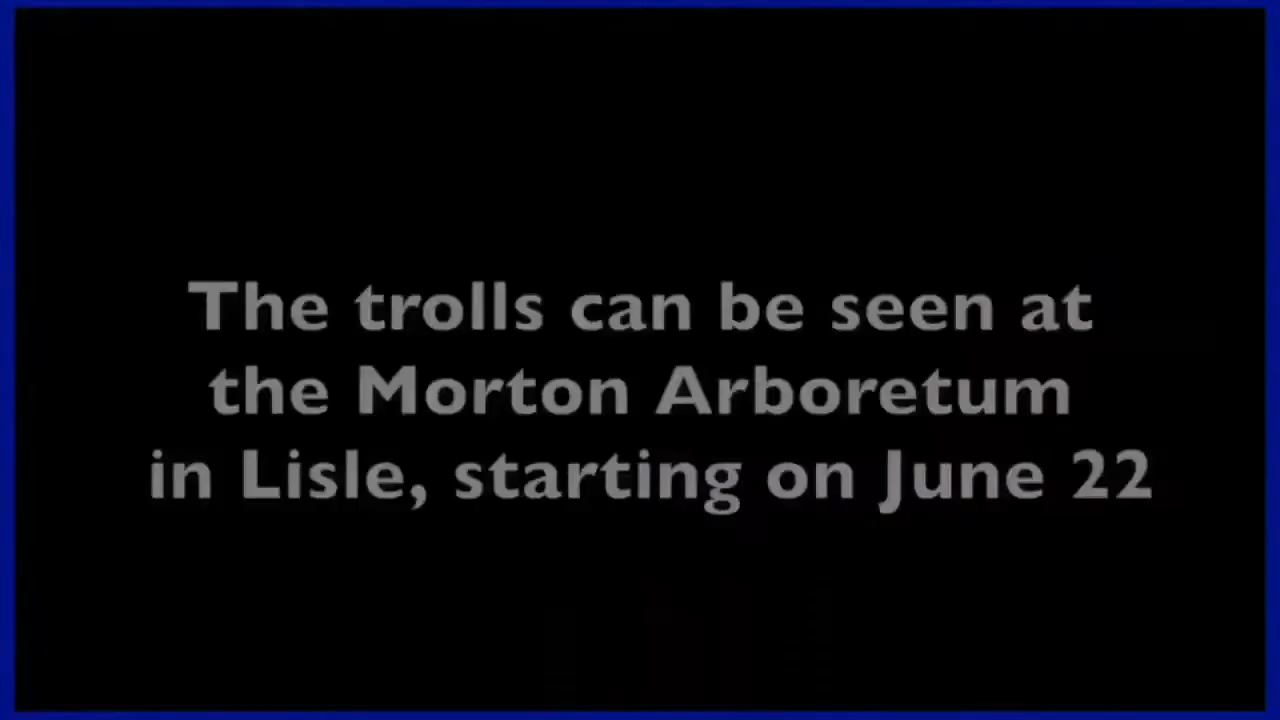 The trolls can be seen at
the Morton Arboretum
in Lisle, starting on June 22